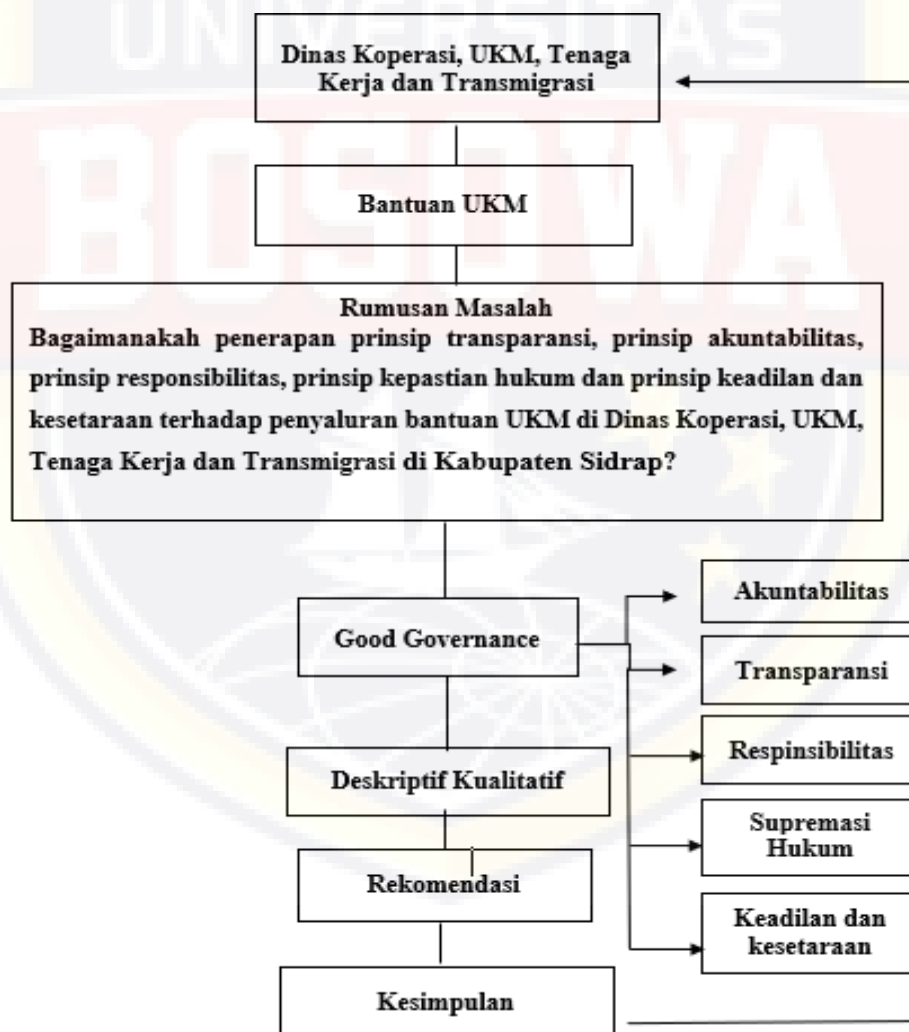 UNIVERSITAS
BOSOWA
Dinas Koperasi, UKM, Tenaga
Kerja dan Transmigrasi
Bantuan UKM
Rumusan Masalah
Bagaimanakah penerapan prinsip transparansi, prinsip akuntabilitas,
prinsip responsibilitas, prinsip kepastian hukum dan prinsip keadilan dan
kesetaraan terhadap penyaluran bantuan UKM di Dinas Koperasi, UKM,
Tenaga Kerja dan Transmigrasi di Kabupaten Sidrap?
Good Governance
Akuntabilitas
Transparansi
Respinsibilitas
Supremasi
Hukum
Keadilan dan
kesetaraan
Deskriptif Kualitatif
Rekomendasi
Kesimpulan